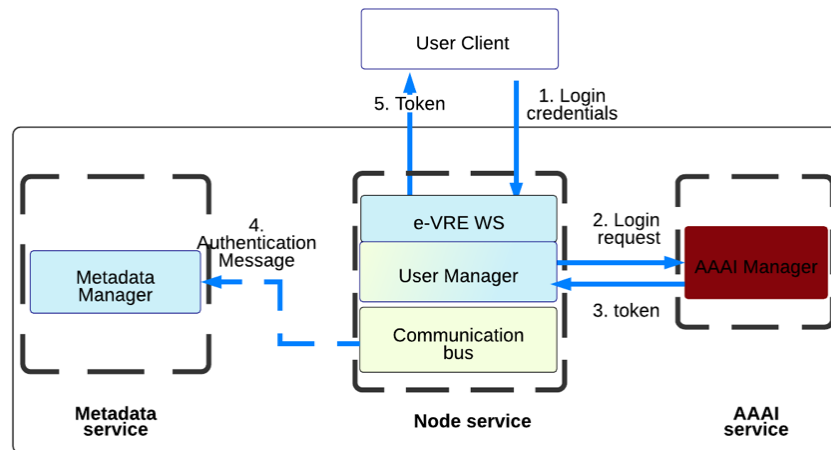 User Client
5. Token
1. Login
credentials
4.
Authentication
Message
e-VRE WS
2. Login
request
Metadata
Manager
User Manager
AAAI Manager
3. token
Communication
bus
Metadata
service
Node service
AAAI
service